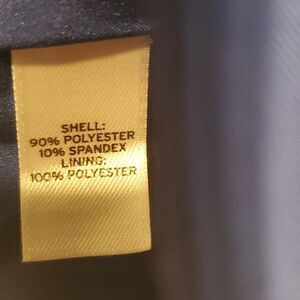 SHELL:
90% POLYESTER
10% SPANDEX
LINING:
100% POLYESTER